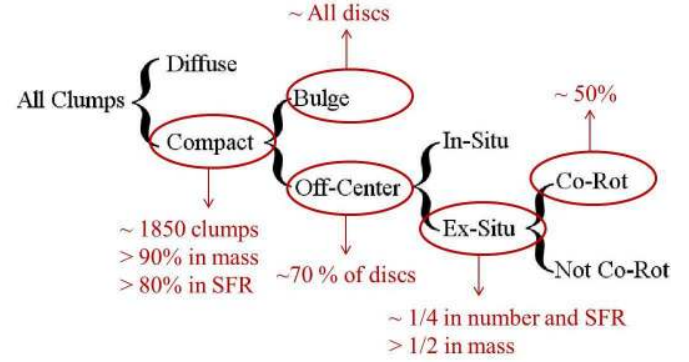 ~ All discs
Diffuse
All Clumps
Bulge
~ 50%
Compact
In-Situ
Off-Center
Co-Rot
~ 1850 clumps
> 90% in mass
> 80% in SFR
Ex-Situ
~70 % of discs
Not Co-Rot
~ 1/4 in number and SFR
> 1/2 in mass